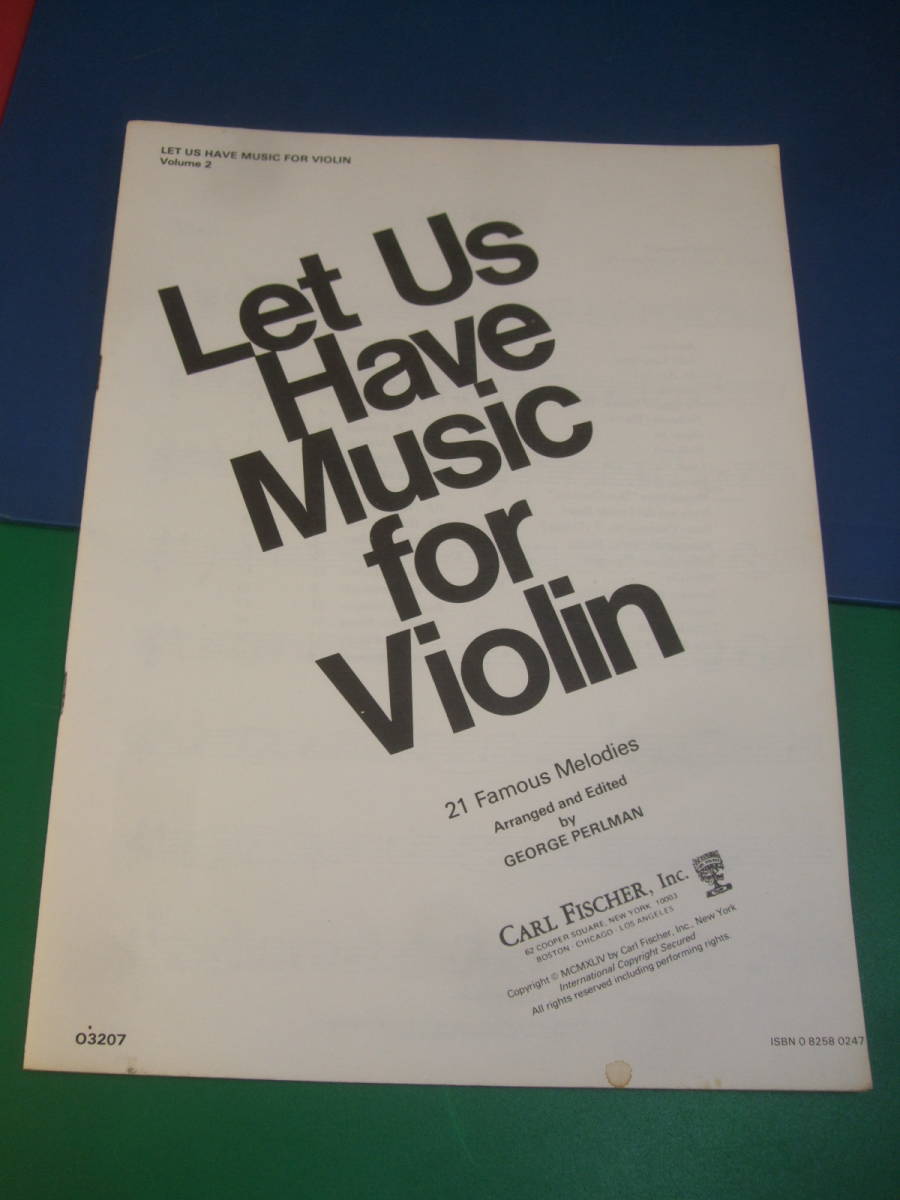 LET US HAVE MUSIC FOR VIOLIN
Volume 2
Let Us
Have
Music
for
Violin
21 Famous Melodies
Arranged and Edited
by
GEORGE PERLMAN
CARL FISCHER, Inc.
62 COOPER SQUARE, NEW YORK 10003
BOSTON · CHICAGO · LOS ANGELES
Copyright © MCMXLIV by Carl Fischer, Inc., New York
International Copyright Secured
All rights reserved including performing rights.
O3207
ISBN 0 8258 0247